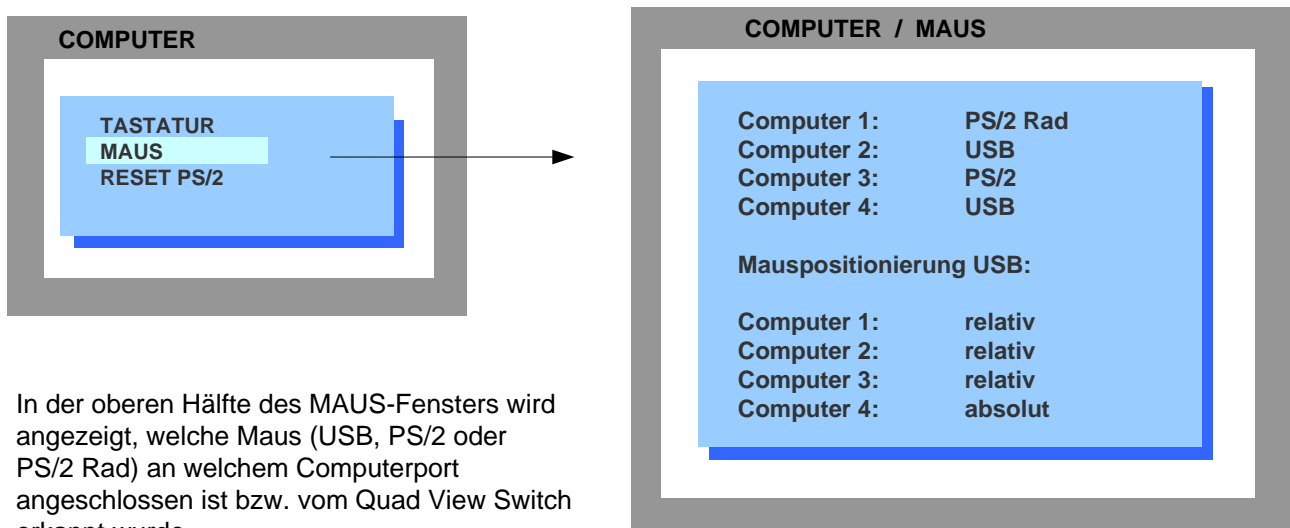 COMPUTER
TASTATUR
MAUS
RESET PS/2
COMPUTER / MAUS
Computer 1: PS/2 Rad
Computer 2: USB
Computer 3: PS/2
Computer 4: USB
Mauspositionierung USB:
Computer 1: relativ
Computer 2: relativ
Computer 3: relativ
Computer 4: absolut
In der oberen Hälfte des MAUS-Fensters wird
angezeigt, welche Maus (USB, PS/2 oder
PS/2 Rad) an welchem Computerport
angeschlossen ist bzw. vom Quad View Switch
erkannt wurde